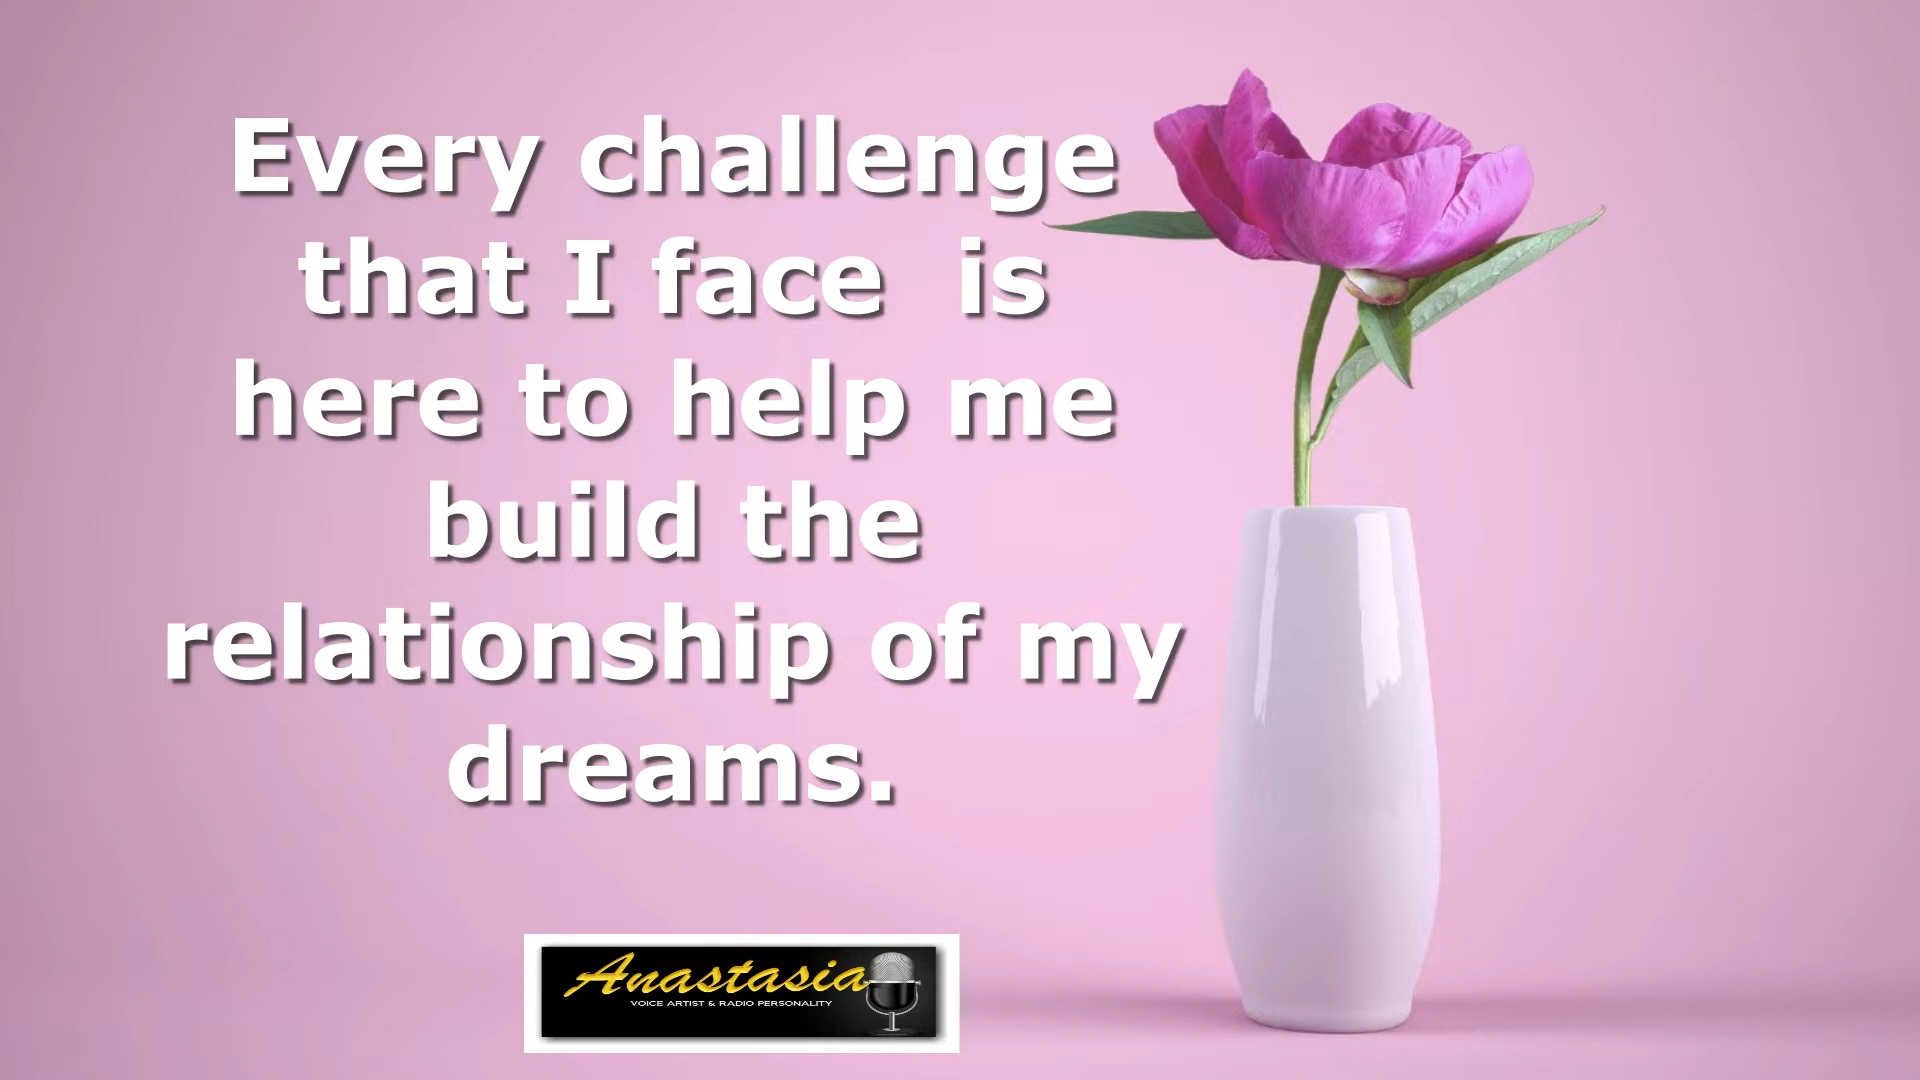 Every challenge
that I face  is
here to help me
build the
relationship of my
dreams.
Anastasia
VOICE ARTIST & RADIO PERSONALITY